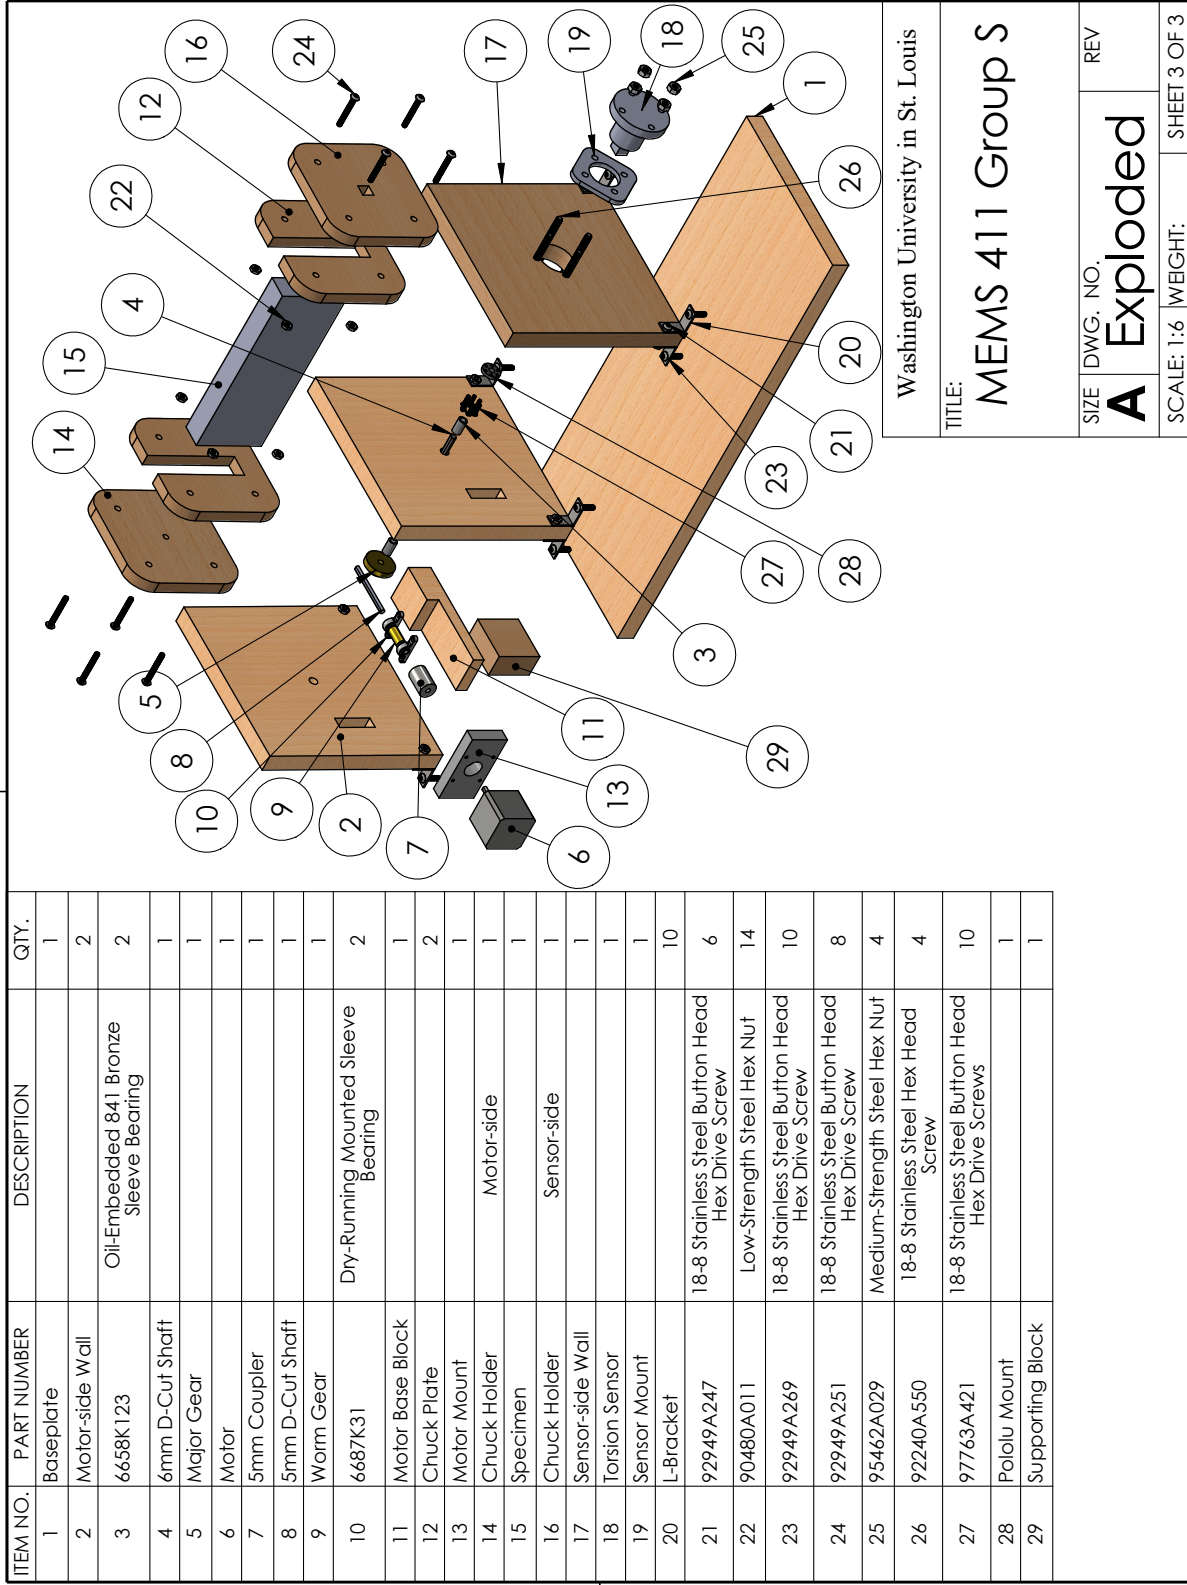 ITEM NO. PART NUMBER DESCRIPTION QTY.
1 Baseplate 1
2 Motor-side Wall 2
3 6658K123 Oil-Embedded 841 Bronze
Sleeve Bearing 2
4 6mm D-Cut Shaft 1
5 Major Gear 1
6 Motor 1
7 5mm Coupler 1
8 5mm D-Cut Shaft 1
9 Worm Gear 1
10 6687K31 Dry-Running Mounted Sleeve
Bearing 2
11 Motor Base Block 1
12 Chuck Plate 2
13 Motor Mount 1
14 Chuck Holder Motor-side 1
15 Specimen 1
16 Chuck Holder Sensor-side 1
17 Sensor-side Wall 1
18 Torsion Sensor 1
19 Sensor Mount 1
20 L-Bracket 10
21 92949A247 18-8 Stainless Steel Button Head
Hex Drive Screw 6
22 90480A011 Low-Strength Steel Hex Nut 14
23 92949A269 18-8 Stainless Steel Button Head
Hex Drive Screw 10
24 92949A251 18-8 Stainless Steel Button Head
Hex Drive Screw 8
25 95462A029 Medium-Strength Steel Hex Nut 4
26 92240A550 18-8 Stainless Steel Hex Head
Screw 4
27 97763A421 18-8 Stainless Steel Button Head
Hex Drive Screws 10
28 Pololu Mount 1
29 Supporting Block 1
16
24
12
22
4
15
14
17
19
18
25
1
26
20
21
23
28
27
3
5
8
10
9
2
7
11
29
13
6
Washington University in St. Louis
TITLE:
MEMS 411 Group S
SIZE DWG. NO. REV
A Exploded
SCALE: 1:6 WEIGHT: SHEET 3 OF 3